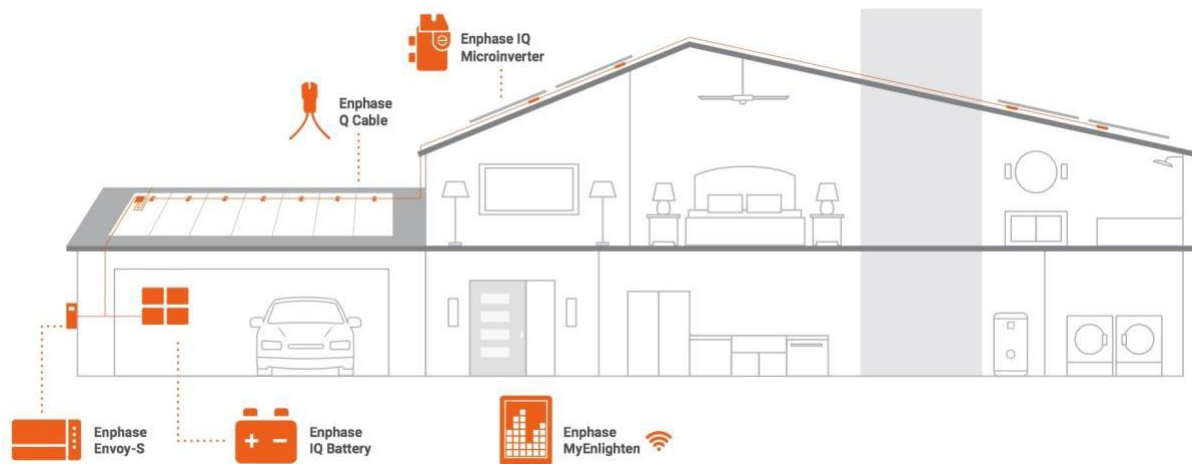 Enphase IQ
Microinverter
Enphase
Q Cable
Enphase
Envoy-S
Enphase
IQ Battery
Enphase
MyEnlighten